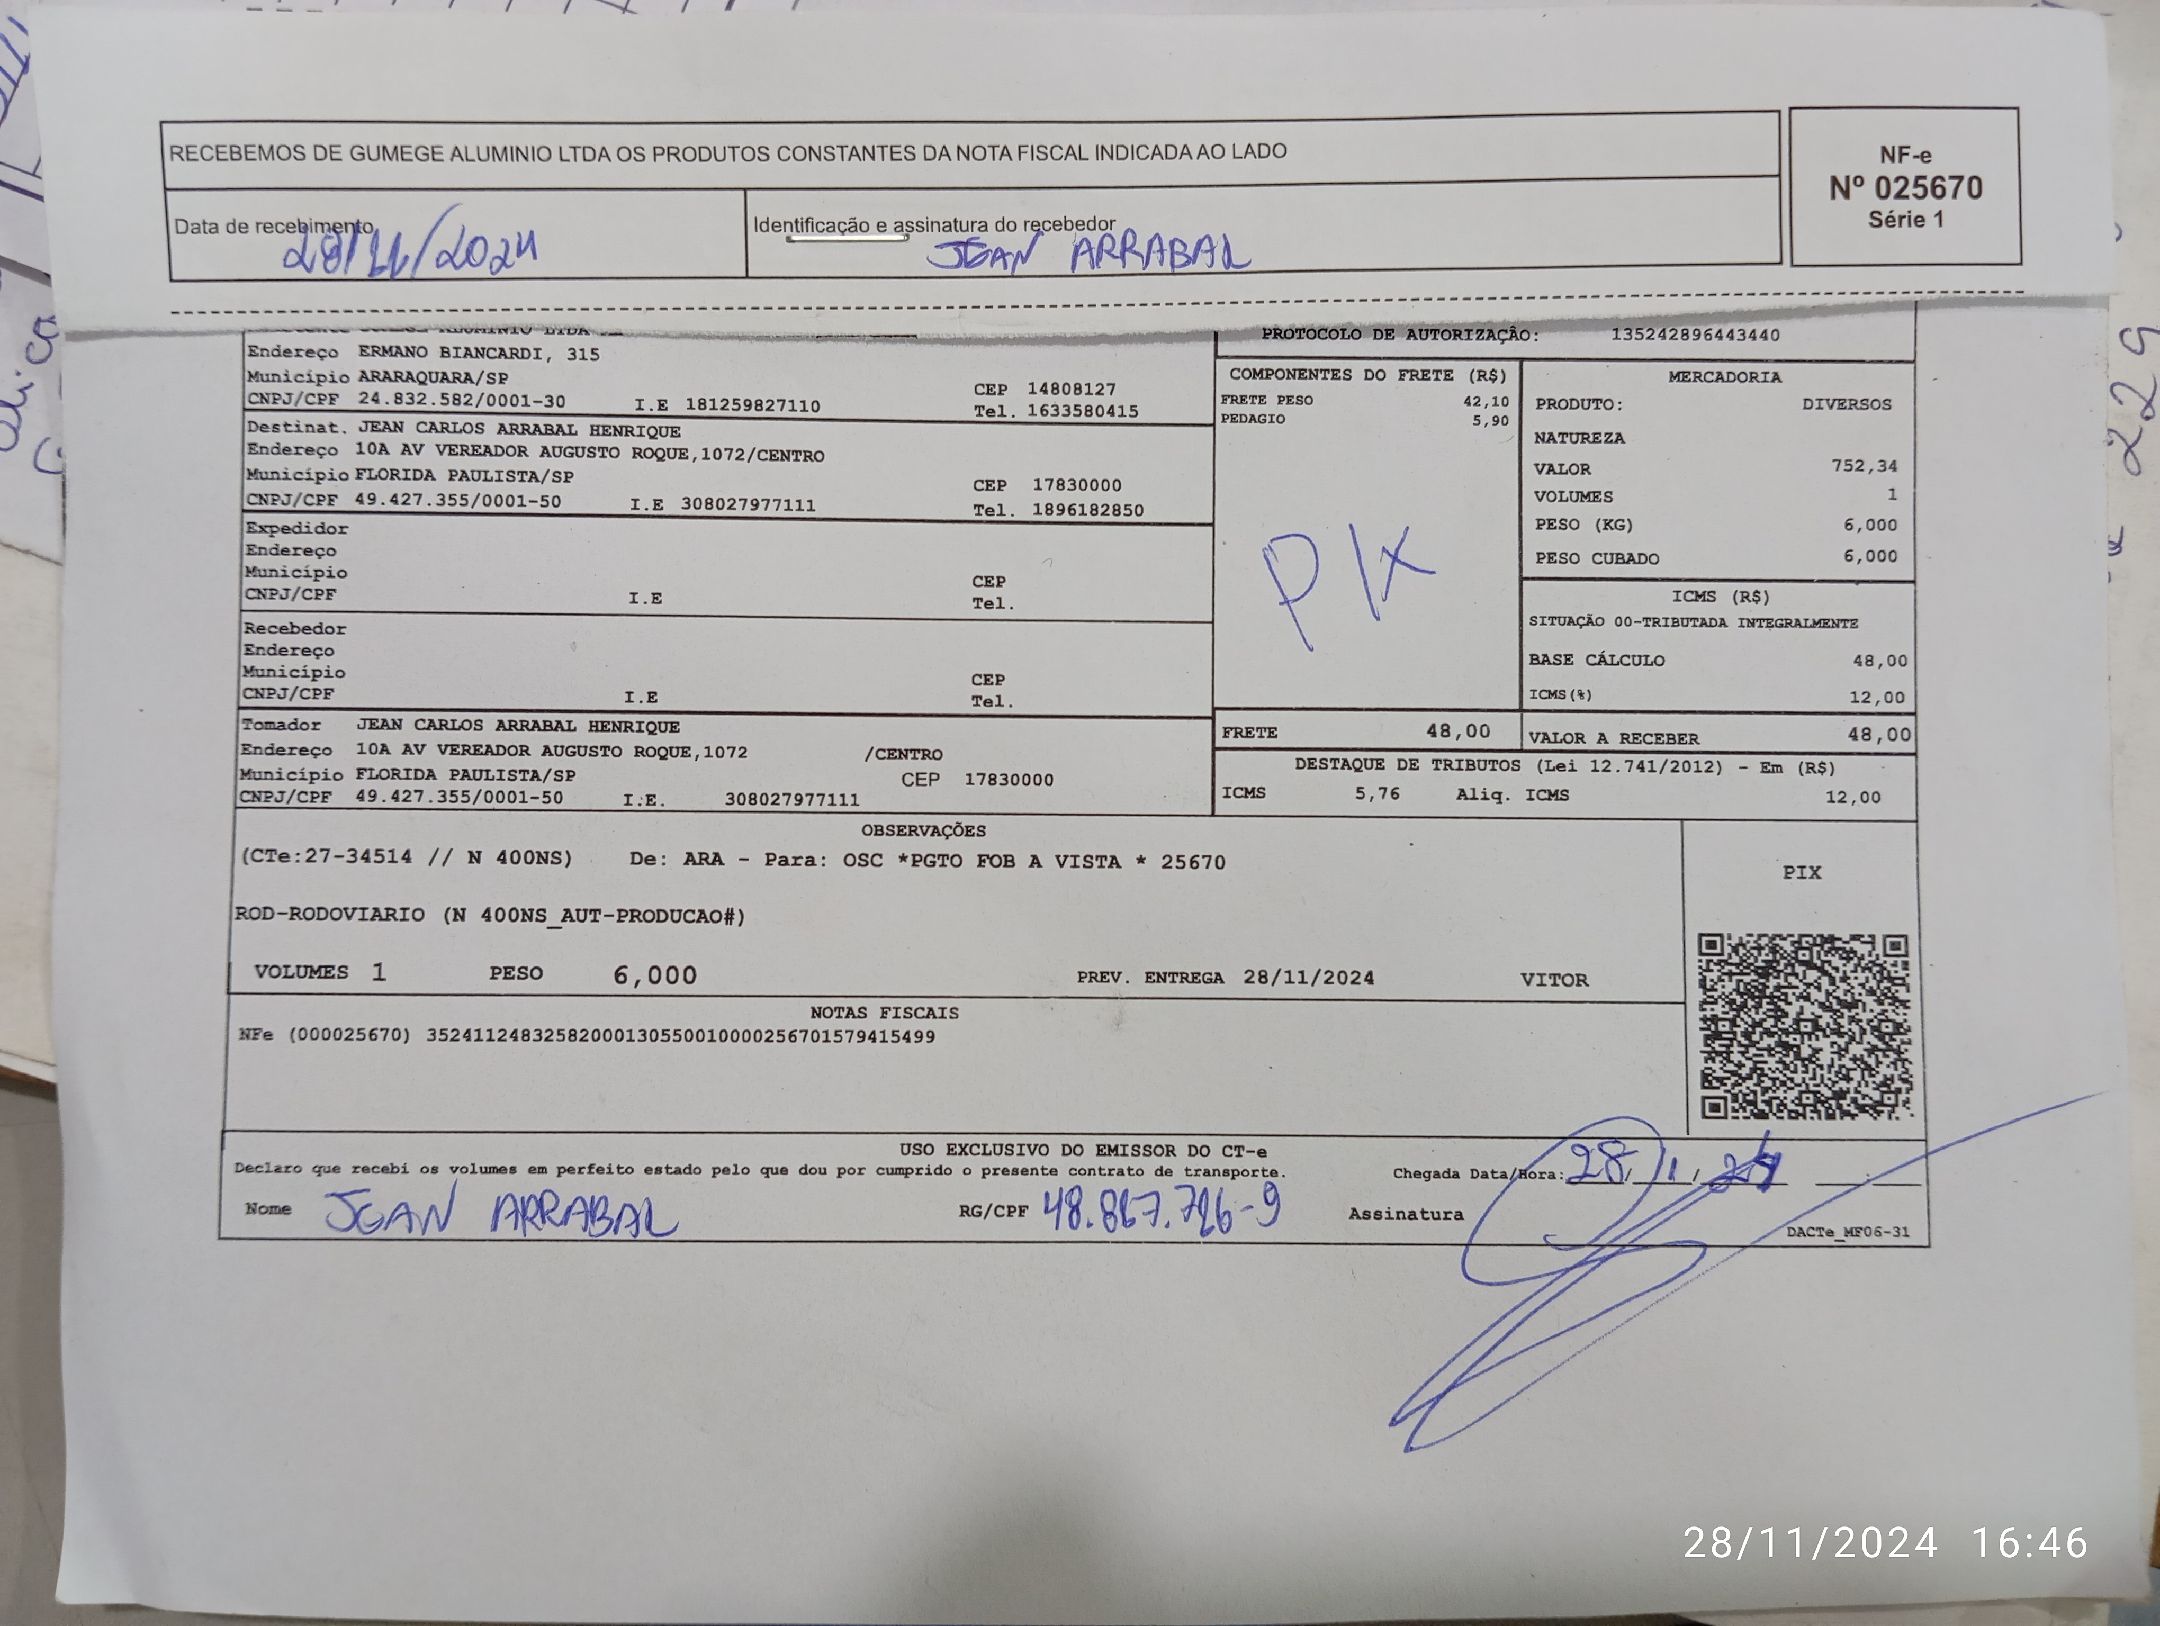 RECEBEMOS DE GUMEGE ALUMINIO LTDA OS PRODUTOS CONSTANTES DA NOTA FISCAL INDICADA AO LADO
NF-e
Nº 025670
Série 1
Data de recebimento
28/11/2024
Identificação e assinatura do recebedor
JEAN ARRABAL
ALUMINIO LTDA
Endereço ERMANO BIANCARDI, 315
Município ARARAQUARA/SP CEP 14808127
CNPJ/CPF 24.832.582/0001-30 I.E 181259827110 Tel. 1633580415
Destinat. JEAN CARLOS ARRABAL HENRIQUE
Endereço 10A AV VEREADOR AUGUSTO ROQUE,1072/CENTRO
Município FLORIDA PAULISTA/SP CEP 17830000
CNPJ/CPF 49.427.355/0001-50 I.E 308027977111 Tel. 1896182850
Expedidor
Endereço
Município CEP
CNPJ/CPF I.E Tel.
Recebedor
Endereço
Município CEP
CNPJ/CPF I.E Tel.
Tomador JEAN CARLOS ARRABAL HENRIQUE
Endereço 10A AV VEREADOR AUGUSTO ROQUE,1072 /CENTRO
Município FLORIDA PAULISTA/SP CEP 17830000
CNPJ/CPF 49.427.355/0001-50 I.E. 308027977111
PROTOCOLO DE AUTORIZAÇÃO: 135242896443440
COMPONENTES DO FRETE (R$)
FRETE PESO 42,10
PEDAGIO 5,90
PIX
MERCADORIA
PRODUTO: DIVERSOS
NATUREZA
VALOR 752,34
VOLUMES 1
PESO (KG) 6,000
PESO CUBADO 6,000
ICMS (R$)
SITUAÇÃO 00-TRIBUTADA INTEGRALMENTE
BASE CÁLCULO 48,00
ICMS(%) 12,00
FRETE 48,00 VALOR A RECEBER 48,00
DESTAQUE DE TRIBUTOS (Lei 12.741/2012) - Em (R$)
ICMS 5,76 Aliq. ICMS 12,00
OBSERVAÇÕES
(CTe:27-34514 // N 400NS) De: ARA - Para: OSC *PGTO FOB A VISTA * 25670
ROD-RODOVIARIO (N 400NS_AUT-PRODUCAO#)
VOLUMES 1 PESO 6,000 PREV. ENTREGA 28/11/2024 VITOR
PIX
NOTAS FISCAIS
NFe (000025670) 35241124832582000130550010000256701579415499
USO EXCLUSIVO DO EMISSOR DO CT-e
Declaro que recebi os volumes em perfeito estado pelo que dou por cumprido o presente contrato de transporte.
Chegada Data/Hora: 28/11/24
Nome JEAN ARRABAL RG/CPF 48.867.726-9 Assinatura
DACTe_MF06-31
229
28/11/2024 16:46